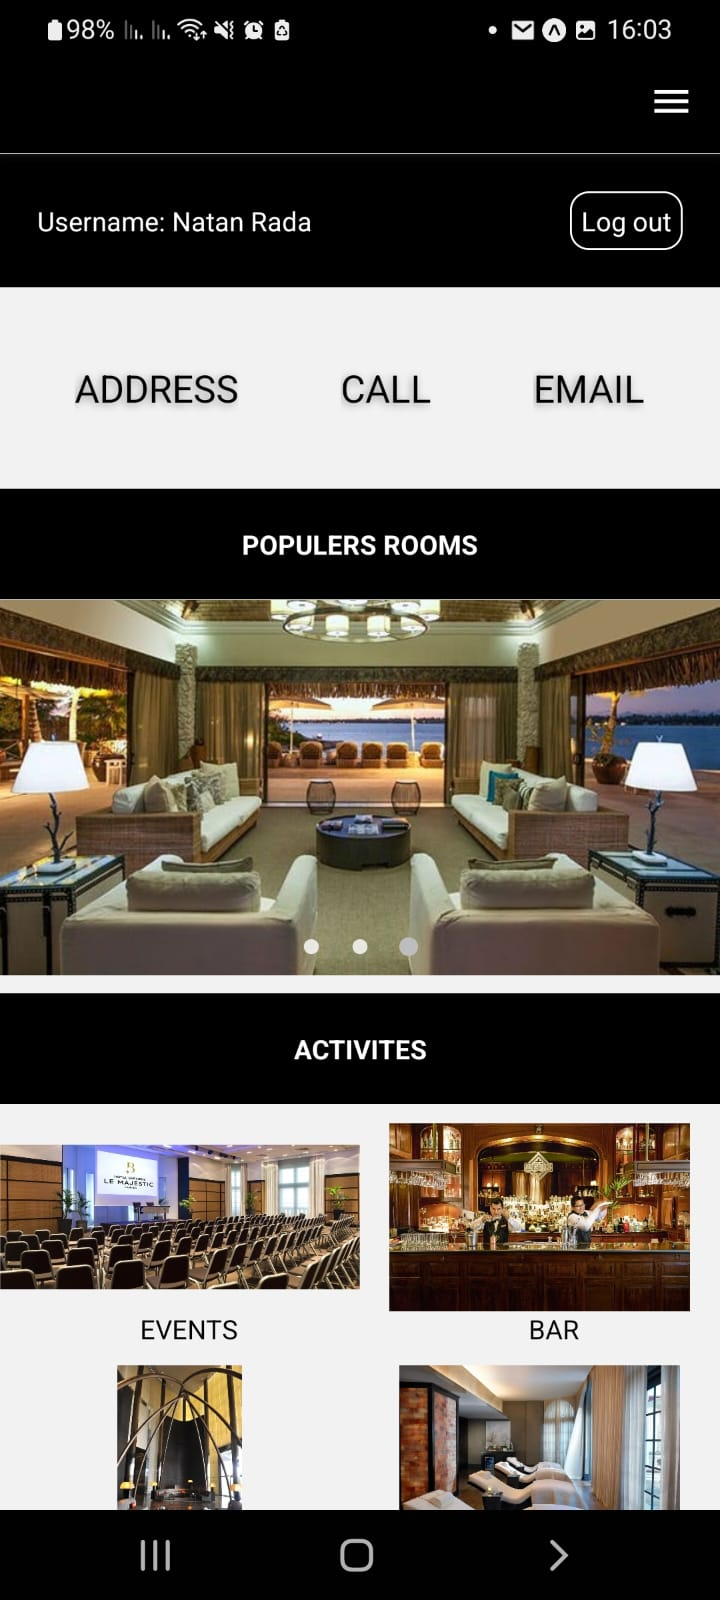 98% 16:03
Username: Natan Rada Log out
ADDRESS CALL EMAIL
POPULERS ROOMS
ACTIVITES
LE MAJESTIC
EVENTS BAR